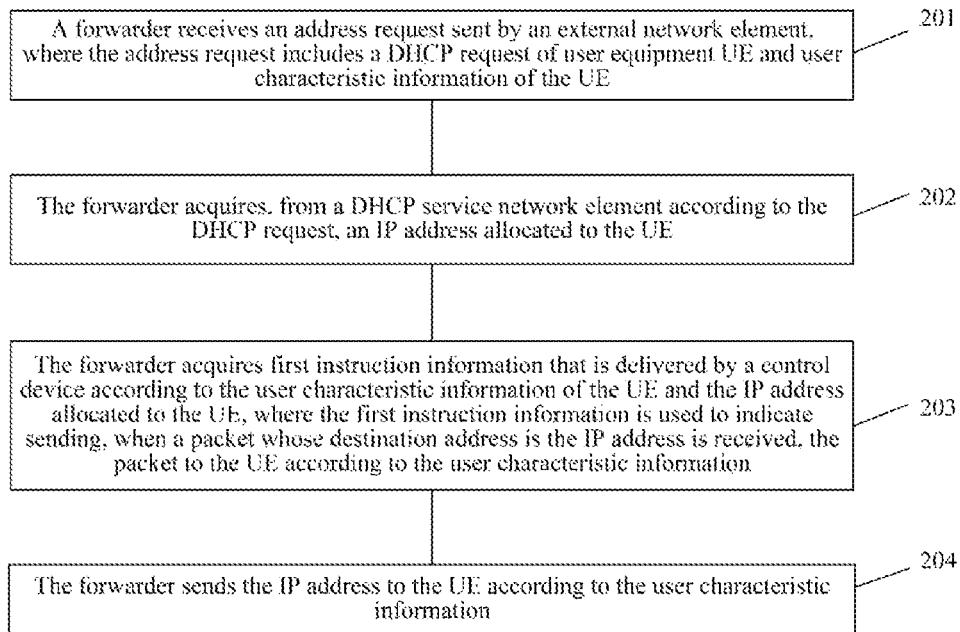 A forwarder receives an address request sent by an external network element,
where the address request includes a DHCP request of user equipment UE and user
characteristic information of the UE
201
The forwarder acquires, from a DHCP service network element according to the
DHCP request, an IP address allocated to the UE
202
The forwarder acquires first instruction information that is delivered by a control
device according to the user characteristic information of the UE and the IP address
allocated to the UE, where the first instruction information is used to indicate
sending, when a packet whose destination address is the IP address is received, the
packet to the UE according to the user characteristic information
203
The forwarder sends the IP address to the UE according to the user characteristic
information
204